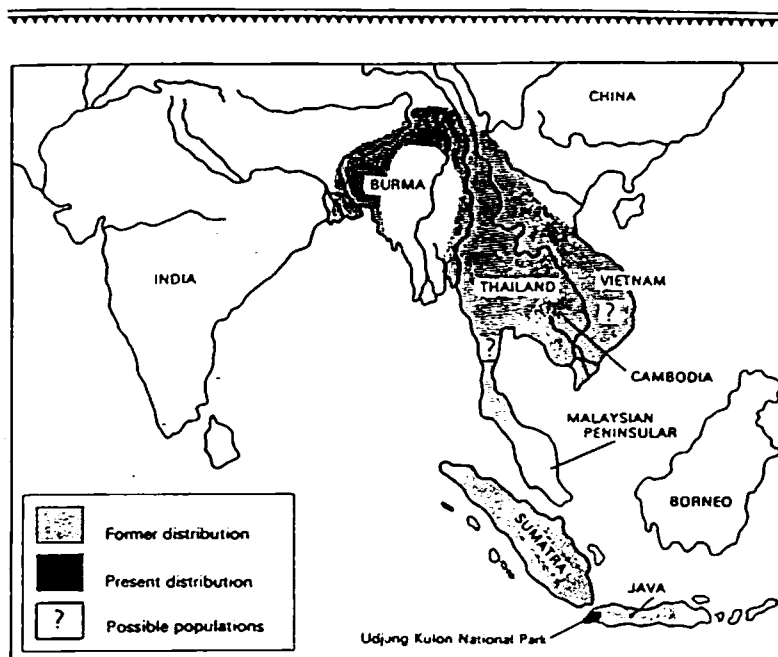 CHINA
BURMA
INDIA
THAILAND
VIETNAM
?
?
CAMBODIA
MALAYSIAN
PENINSULAR
BORNEO
SUMATRA
JAVA
Udjung Kulon National Park
Former distribution
Present distribution
? Possible populations